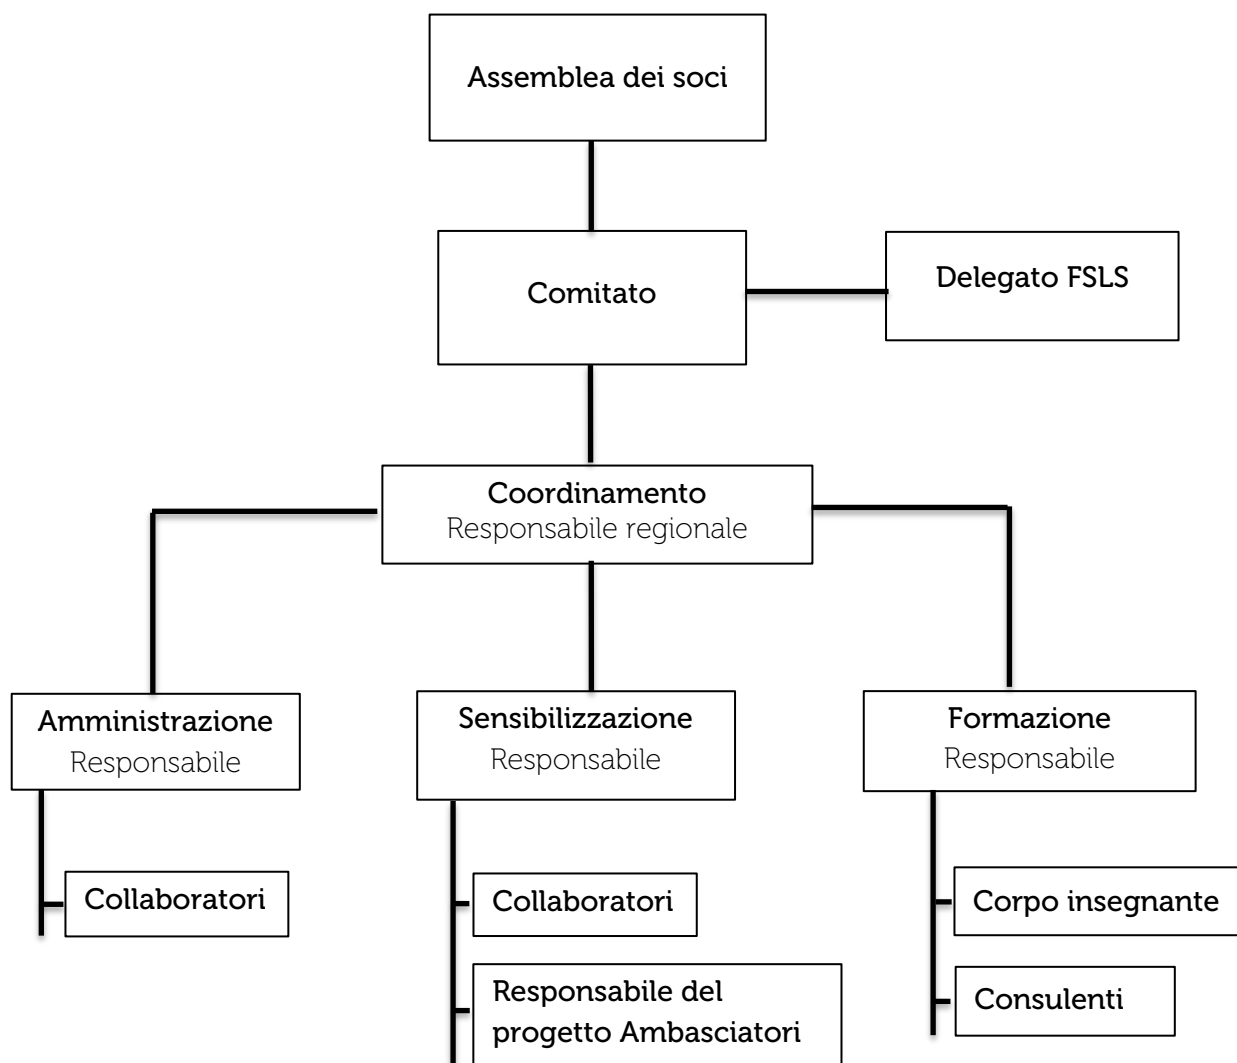 Assemblea dei soci
Comitato
Delegato FSLS
Coordinamento
Responsabile regionale
Amministrazione
Responsabile
Sensibilizzazione
Responsabile
Formazione
Responsabile
Collaboratori
Collaboratori
Responsabile del
progetto Ambasciatori
Corpo insegnante
Consulenti